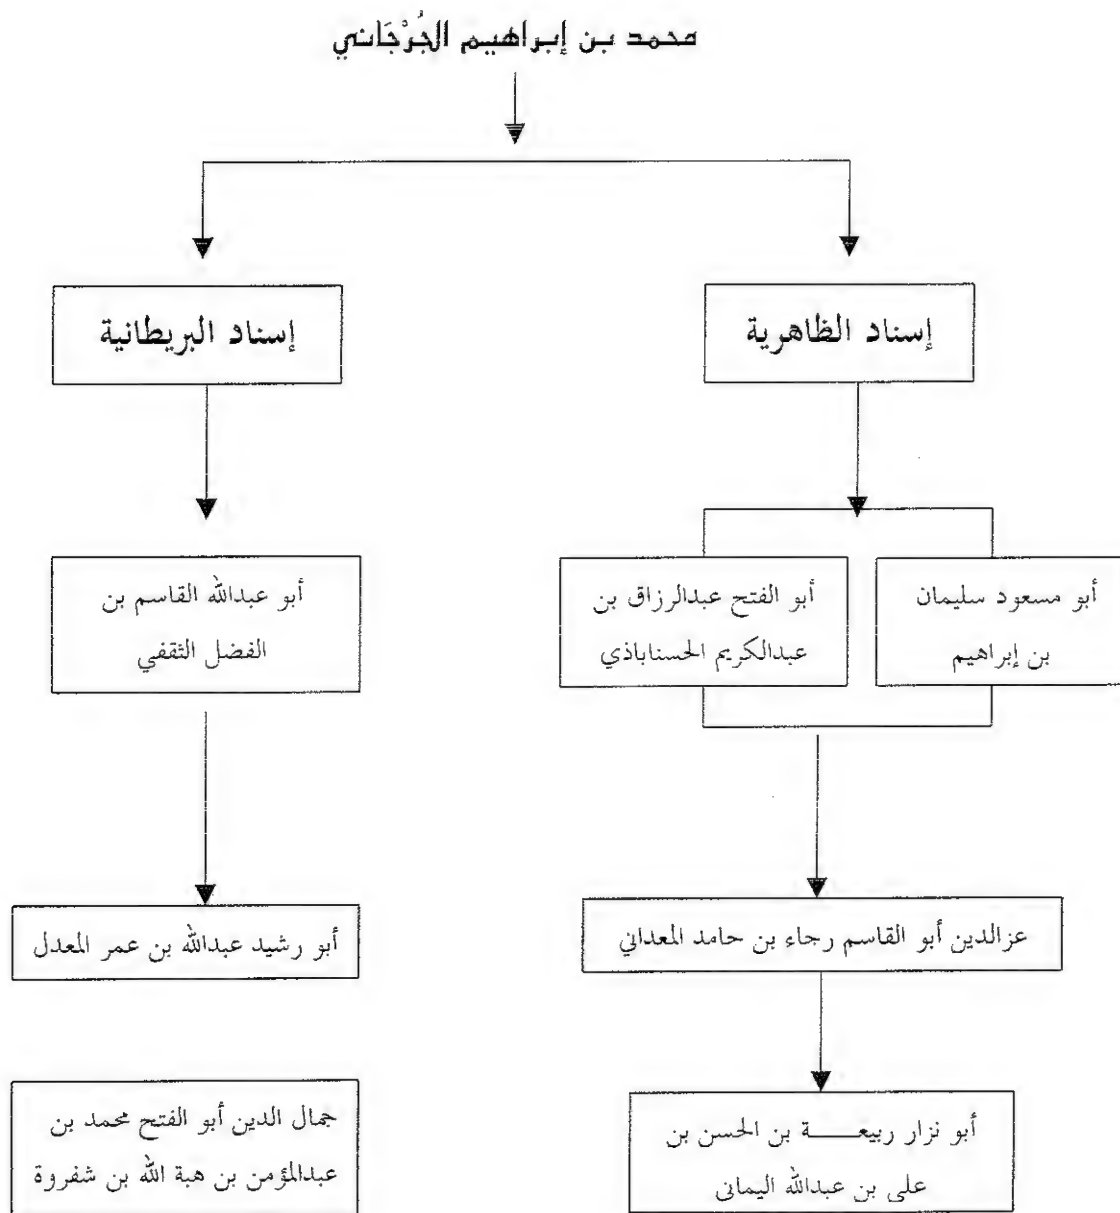 محمد بن إبراهيم الجُرْجَاني
إسناد الظاهرية
إسناد البريطانية
أبو مسعود سليمان
بن إبراهيم
أبو الفتح عبدالرزاق بن
عبدالكريم الحسناباذي
أبو عبدالله القاسم بن
الفضل الثقفي
عزالدين أبو القاسم رجاء بن حامد المعداني
أبو رشيد عبدالله بن عمر المعدل
أبو نزار ربيعـــــة بن الحسن بن
على بن عبدالله اليمانى
جمال الدين أبو الفتح محمد بن
عبدالمؤمن بن هبة الله بن شفروة